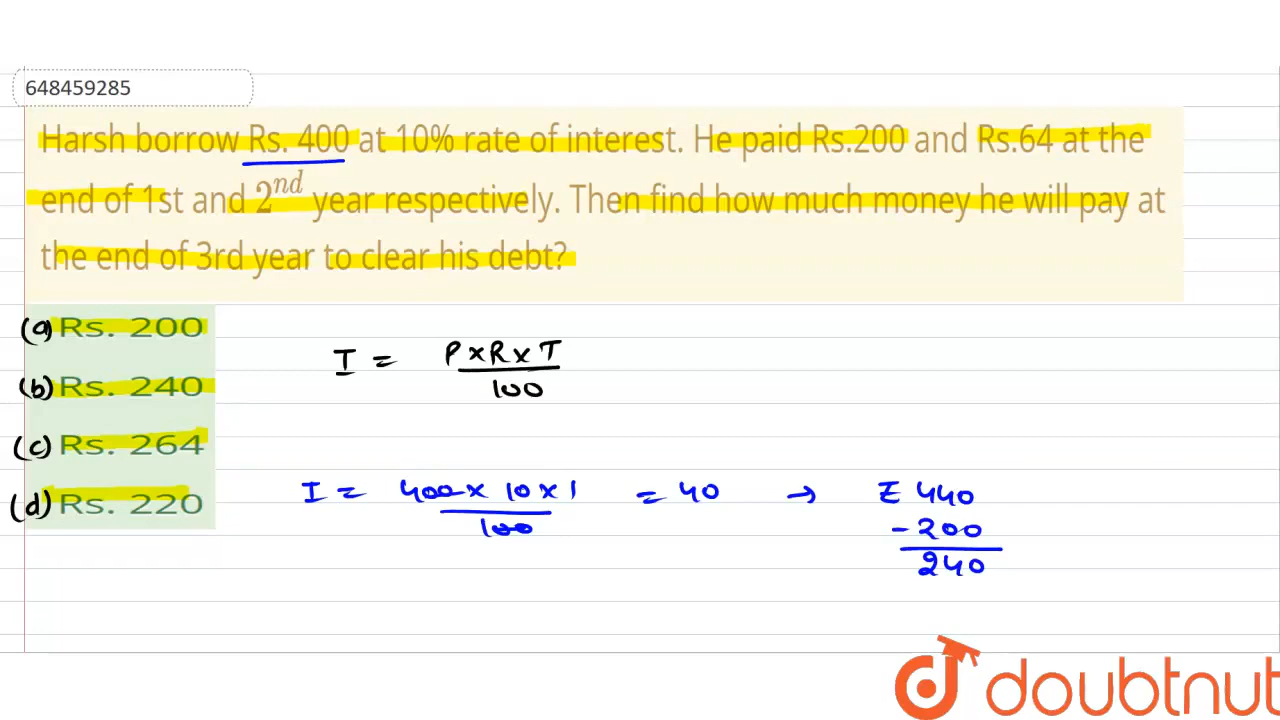 648459285
Harsh borrow Rs. 400 at 10% rate of interest. He paid Rs.200 and Rs.64 at the
end of 1st and 2^{nd} year respectively. Then find how much money he will pay at
the end of 3rd year to clear his debt?
(a) Rs. 200
(b) Rs. 240
(c) Rs. 264
(d) Rs. 220
I = P×R×T
100
I = 400× 10×1 = 40 → ₹ 440
100 -200
240
doubtnut